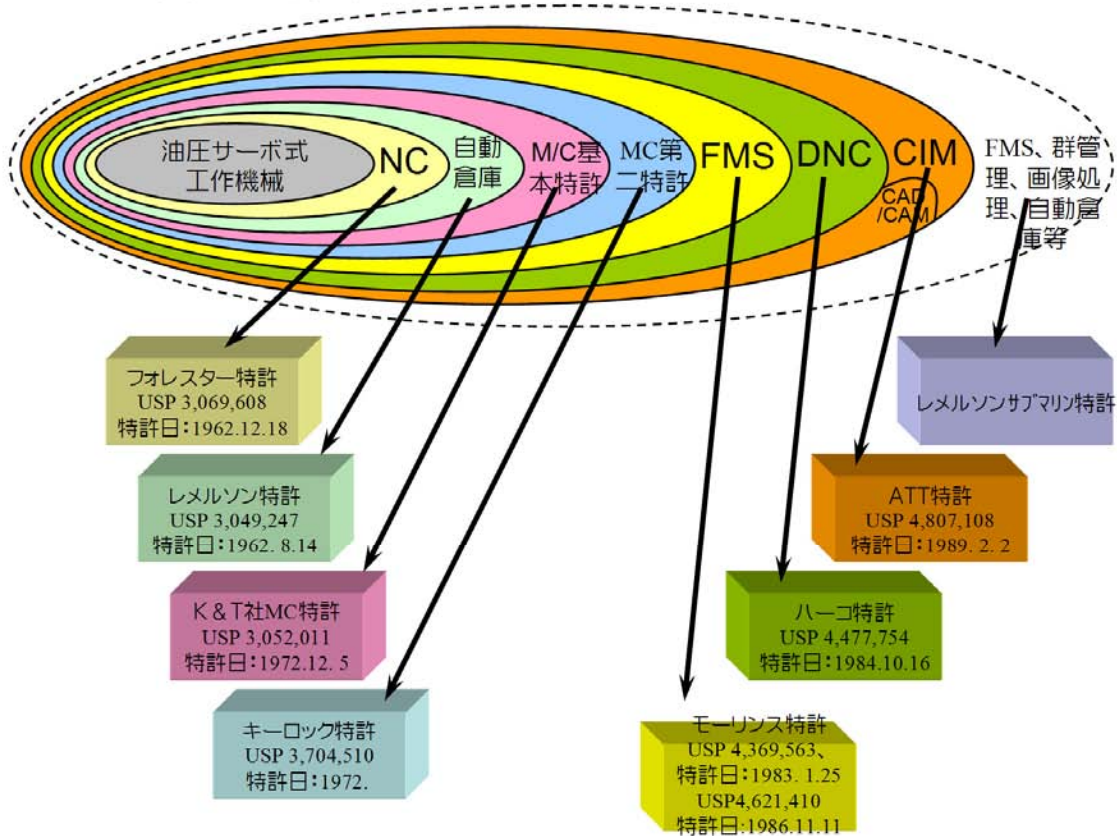 油圧サーボ式
工作機械
NC
自動
倉庫
M/C基
本特許
MC第
二特許
FMS
DNC
CIM
CAD
/CAM
FMS、群管
理、画像処
理、自動倉
庫等
フォレスター特許
USP 3,069,608
特許日：1962.12.18
レメルソン特許
USP 3,049,247
特許日：1962. 8.14
K & T社MC特許
USP 3,052,011
特許日：1972.12. 5
キーロック特許
USP 3,704,510
特許日：1972.
モーリンス特許
USP 4,369,563、
特許日：1983. 1.25
USP4,621,410
特許日:1986.11.11
ハーコ特許
USP 4,477,754
特許日：1984.10.16
ATT特許
USP 4,807,108
特許日：1989. 2. 2
レメルソンサブマリン特許